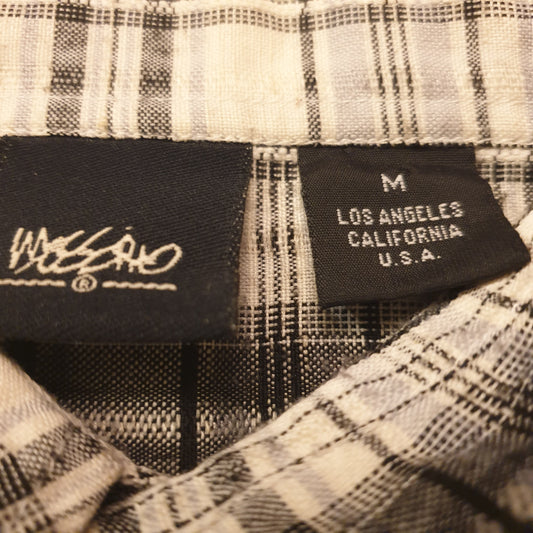 MOSSIMO
®
M
LOS ANGELES
CALIFORNIA
U.S.A.